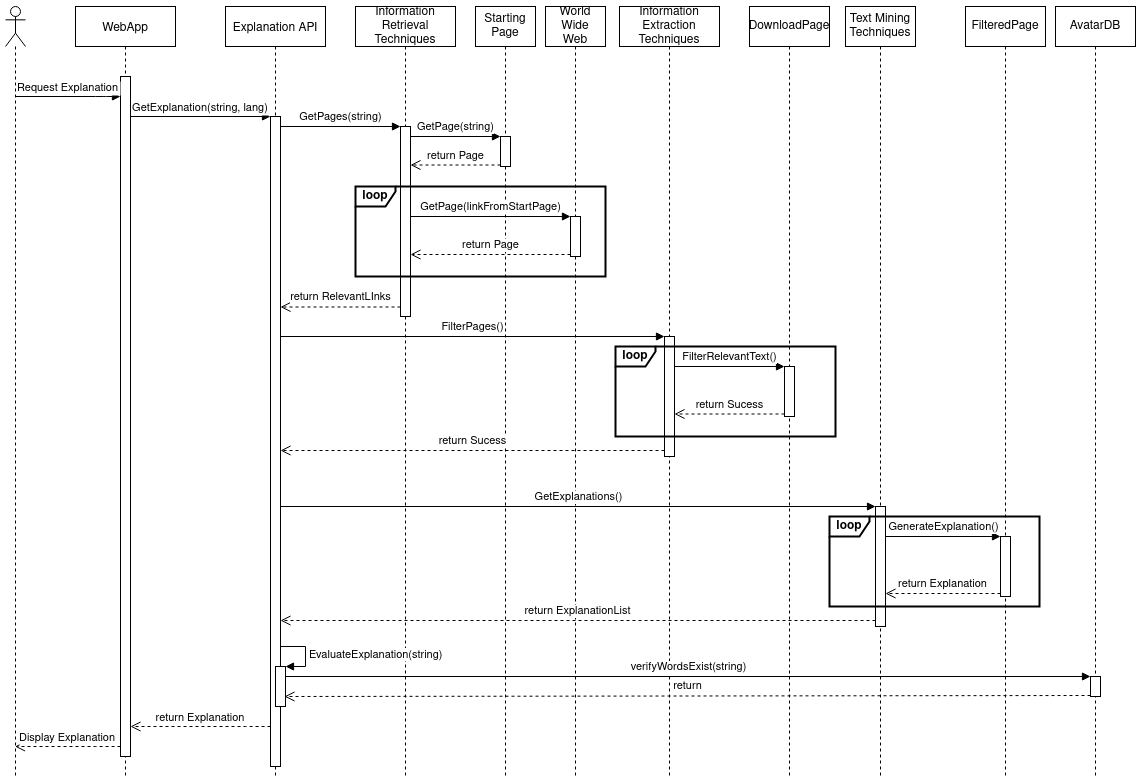 WebApp
Explanation API
Information
Retrieval
Techniques
Starting
Page
World
Wide
Web
Information
Extraction
Techniques
DownloadPage
Text Mining
Techniques
FilteredPage
AvatarDB
Request Explanation
GetExplanation(string, lang)
GetPages(string)
GetPage(string)
return Page
loop
GetPage(linkFromStartPage)
return Page
return RelevantLInks
FilterPages()
loop
FilterRelevantText()
return Sucess
return Sucess
GetExplanations()
loop
GenerateExplanation()
return Explanation
return ExplanationList
EvaluateExplanation(string)
verifyWordsExist(string)
return
return Explanation
Display Explanation